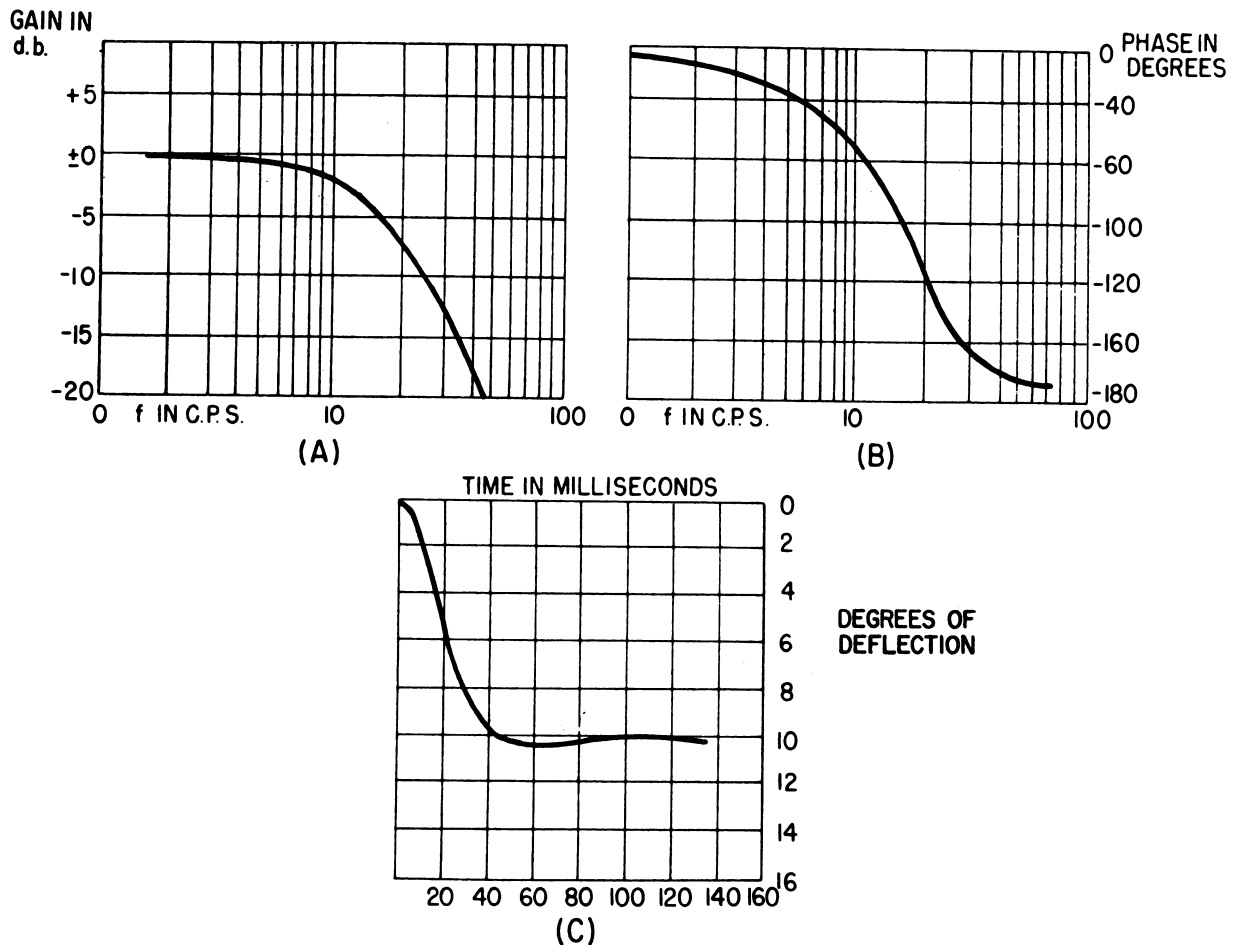 GAIN IN
d.b.
+5
±0
-5
-10
-15
-20
0 f IN C.P.S. 10 100
(A)
PHASE IN
DEGREES
0
-40
-60
-100
-120
-160
-180
0 f IN C.P.S. 10 100
(B)
TIME IN MILLISECONDS
0
2
4
6
8
10
12
14
16
DEGREES OF
DEFLECTION
20 40 60 80 100 120 140 160
(C)